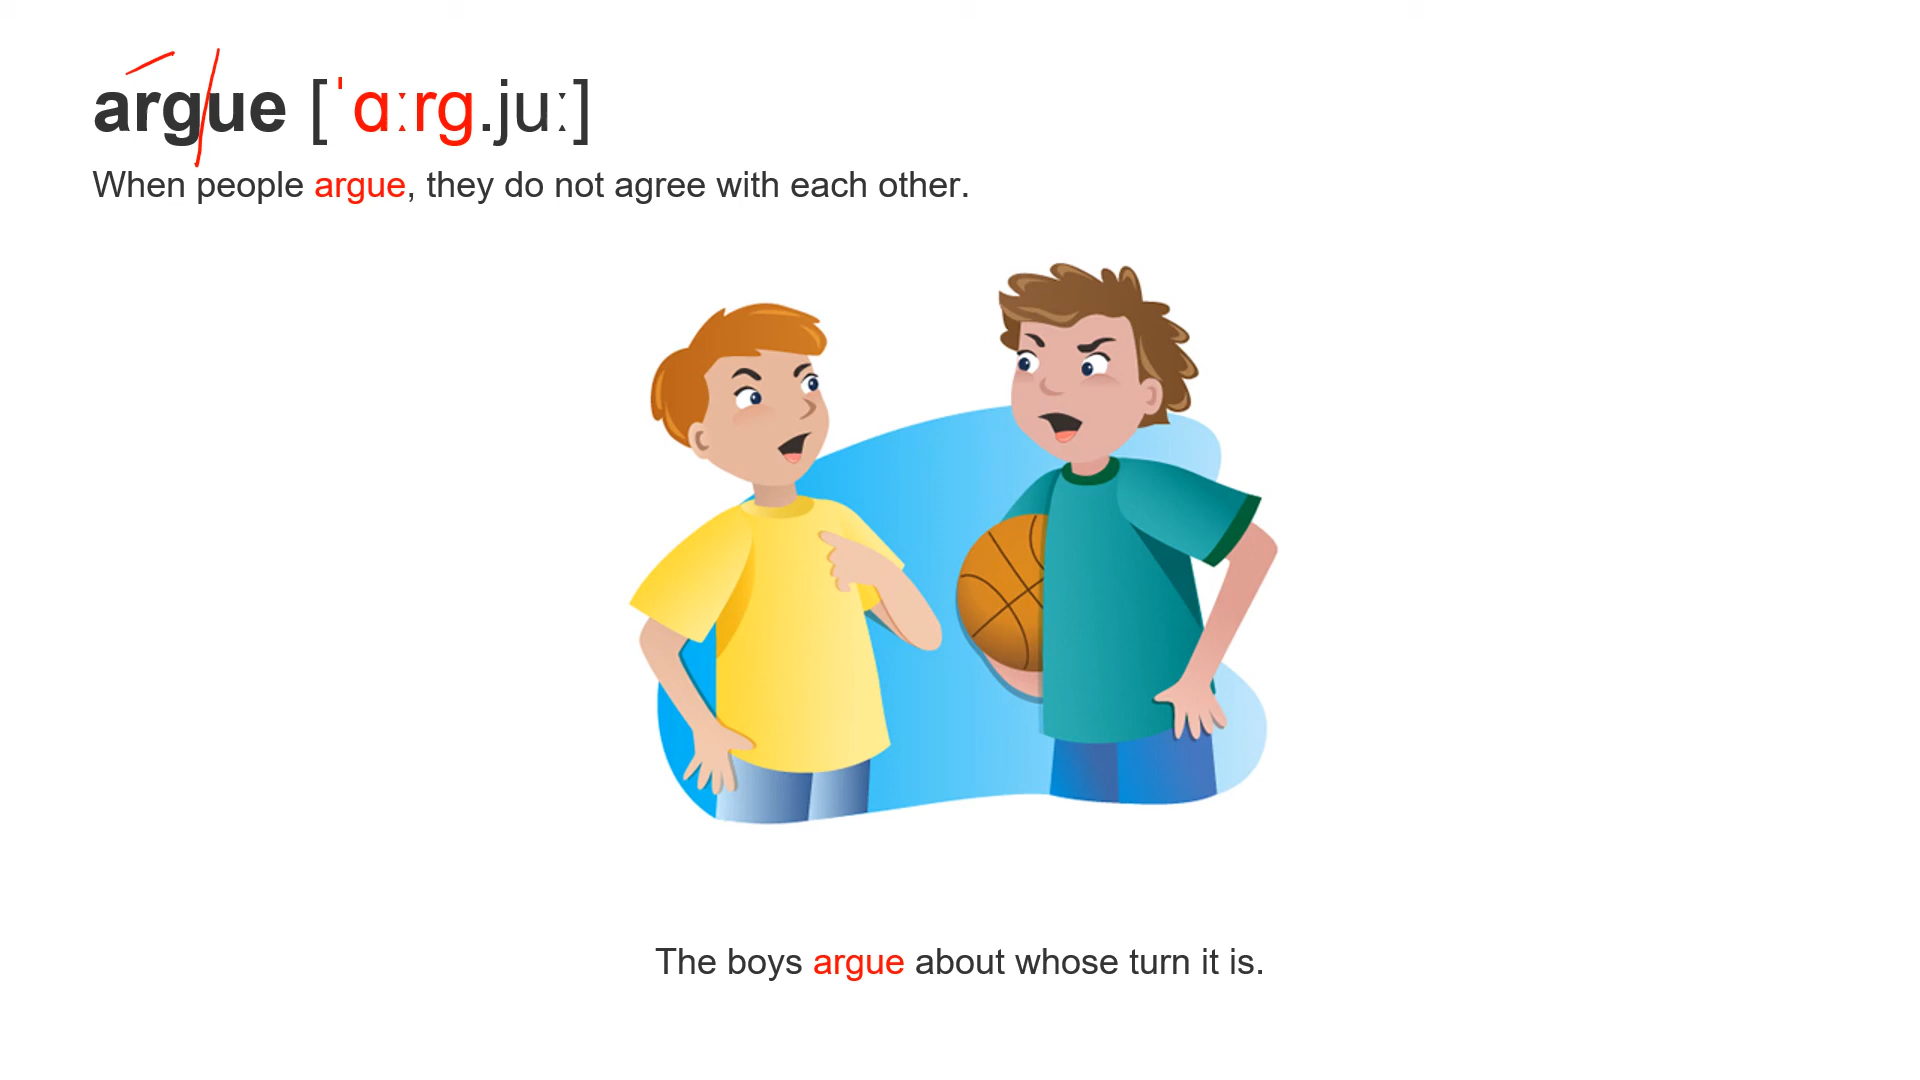 argue [ˈɑːrɡ.juː]
When people argue, they do not agree with each other.
The boys argue about whose turn it is.